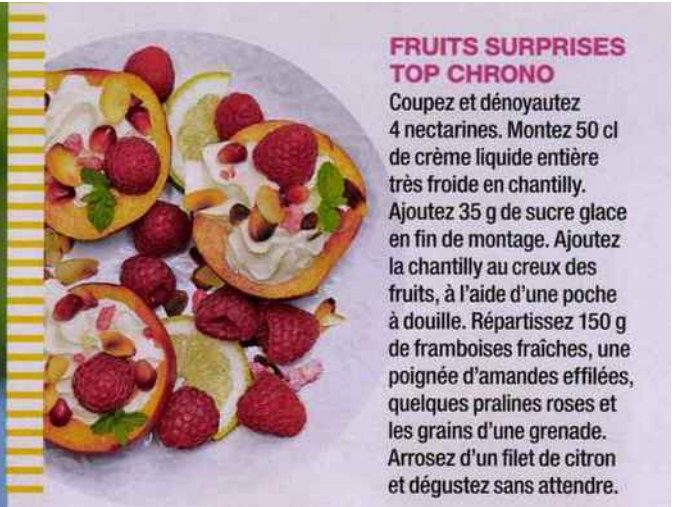 FRUITS SURPRISES
TOP CHRONO
Coupez et dénoyautez
4 nectarines. Montez 50 cl
de crème liquide entière
très froide en chantilly.
Ajoutez 35 g de sucre glace
en fin de montage. Ajoutez
la chantilly au creux des
fruits, à l’aide d’une poche
à douille. Répartissez 150 g
de framboises fraîches, une
poignée d’amandes effilées,
quelques pralines roses et
les grains d’une grenade.
Arrosez d’un filet de citron
et dégustez sans attendre.